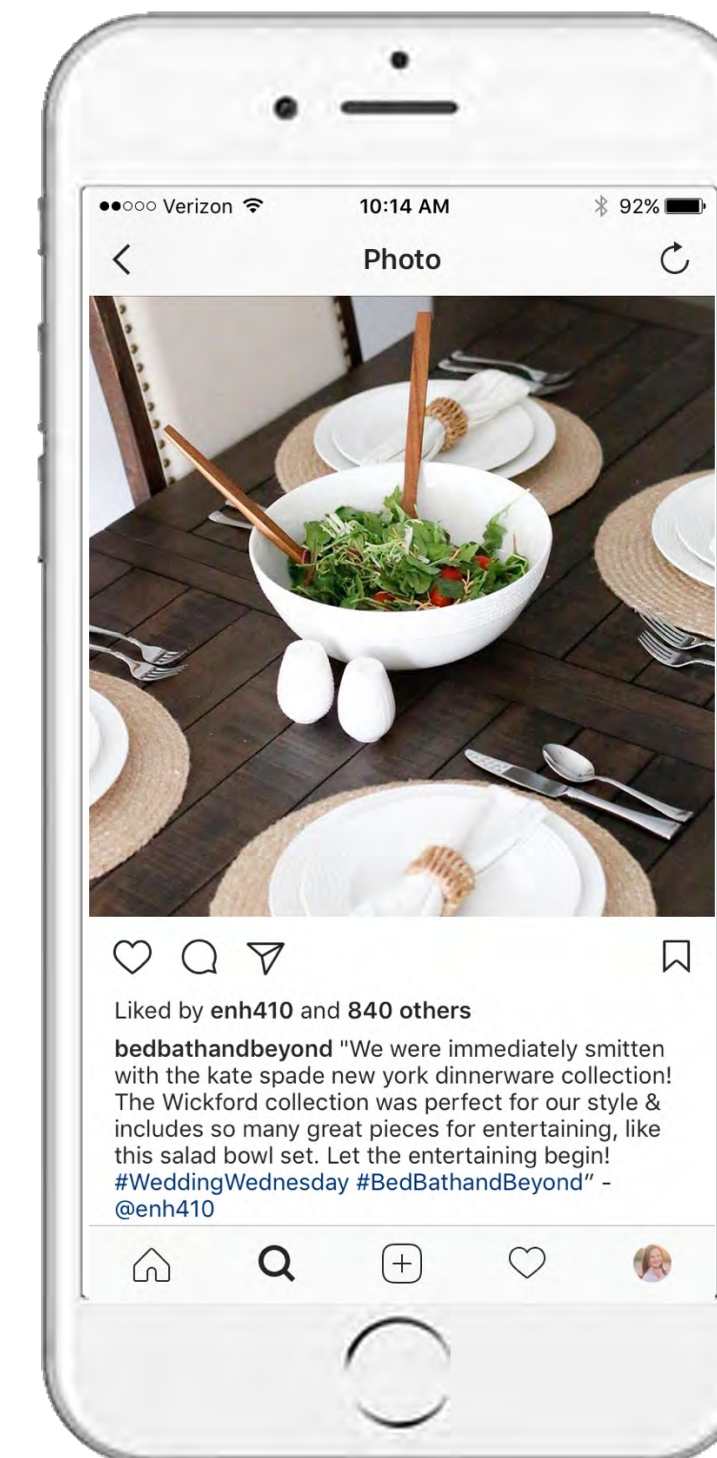 ●●○○○ Verizon 10:14 AM 92%
Photo
Liked by enh410 and 840 others
bedbathandbeyond "We were immediately smitten
with the kate spade new york dinnerware collection!
The Wickford collection was perfect for our style &
includes so many great pieces for entertaining, like
this salad bowl set. Let the entertaining begin!
#WeddingWednesday #BedBathandBeyond” -
@enh410